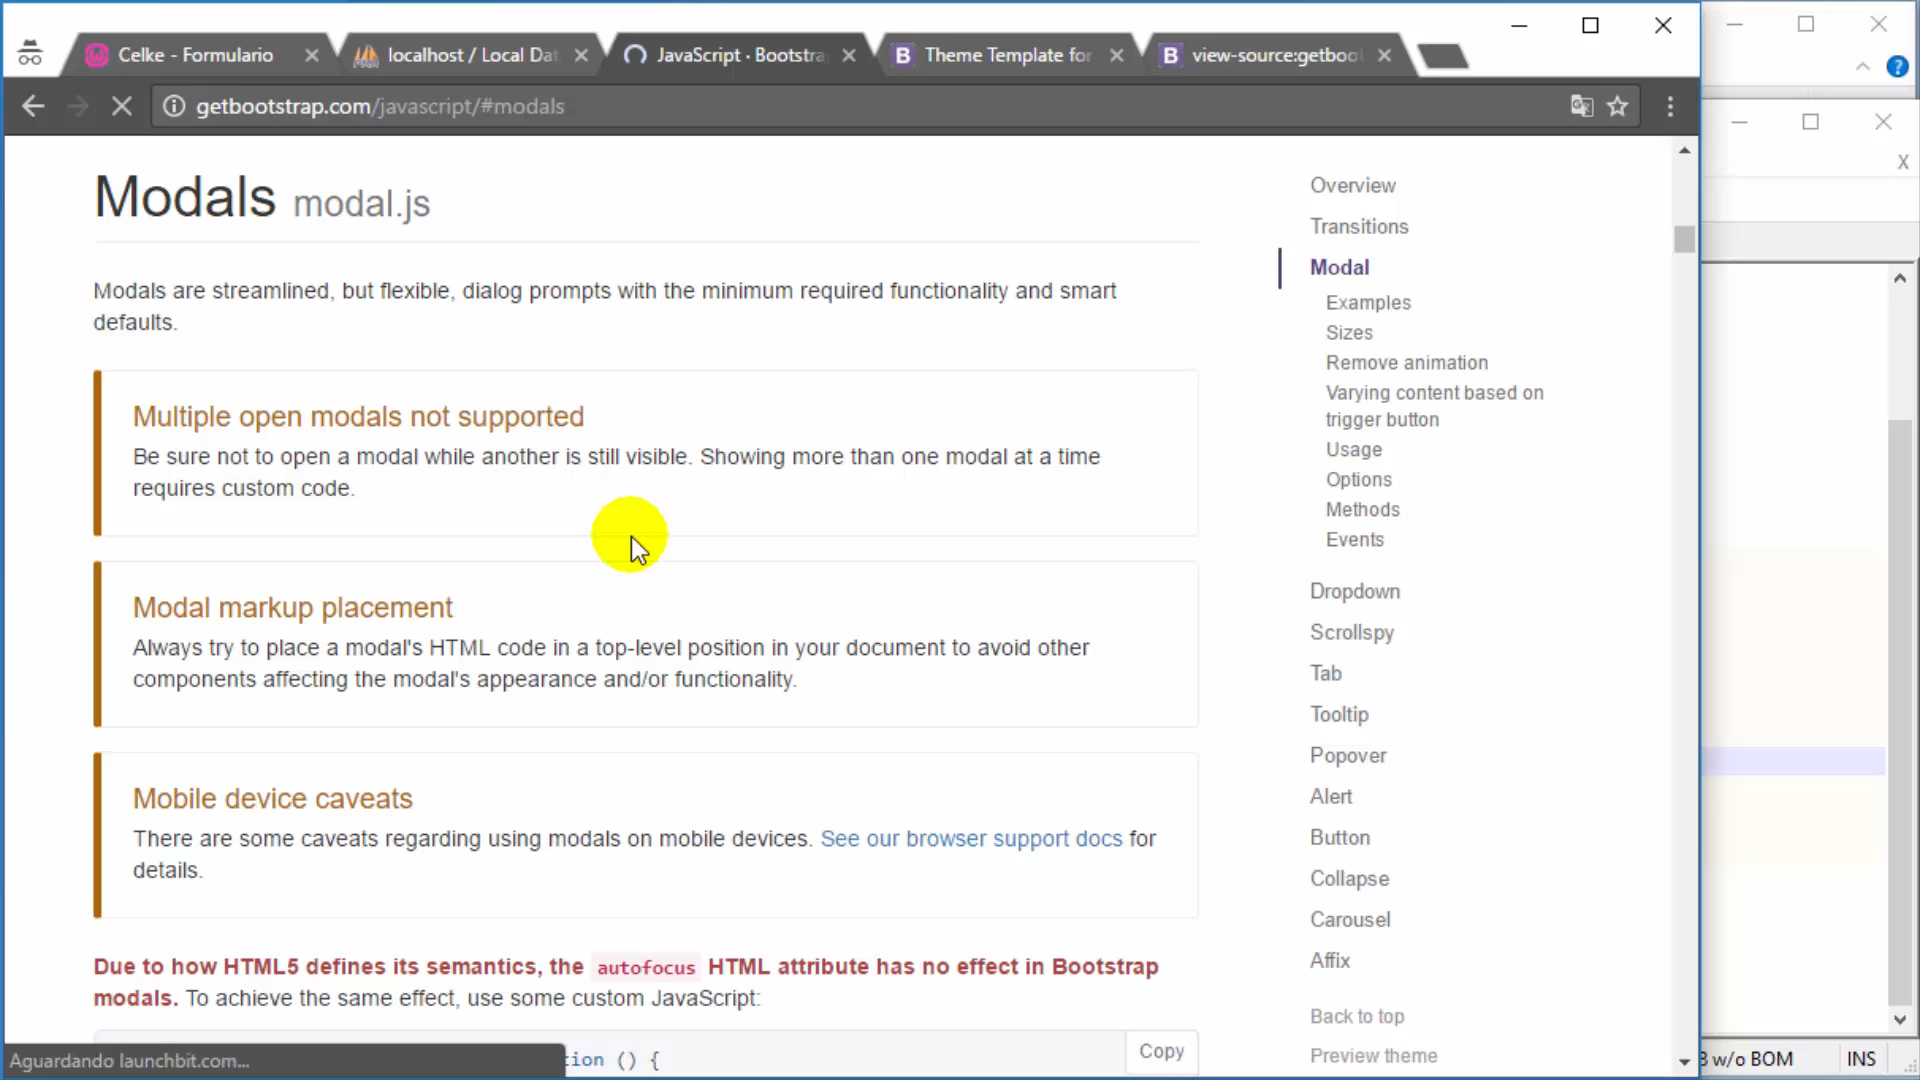 Celke - Formulario
localhost / Local Dat
JavaScript · Bootstra
Theme Template for
view-source:getboot
getbootstrap.com/javascript/#modals
Modals modal.js
Modals are streamlined, but flexible, dialog prompts with the minimum required functionality and smart
defaults.
Multiple open modals not supported
Be sure not to open a modal while another is still visible. Showing more than one modal at a time
requires custom code.
Modal markup placement
Always try to place a modal's HTML code in a top-level position in your document to avoid other
components affecting the modal's appearance and/or functionality.
Mobile device caveats
There are some caveats regarding using modals on mobile devices. See our browser support docs for
details.
Due to how HTML5 defines its semantics, the autofocus HTML attribute has no effect in Bootstrap
modals. To achieve the same effect, use some custom JavaScript:
Copy
tion () {
Aguardando launchbit.com...
Overview
Transitions
Modal
Examples
Sizes
Remove animation
Varying content based on
trigger button
Usage
Options
Methods
Events
Dropdown
Scrollspy
Tab
Tooltip
Popover
Alert
Button
Collapse
Carousel
Affix
Back to top
Preview theme
X
w/o BOM
INS